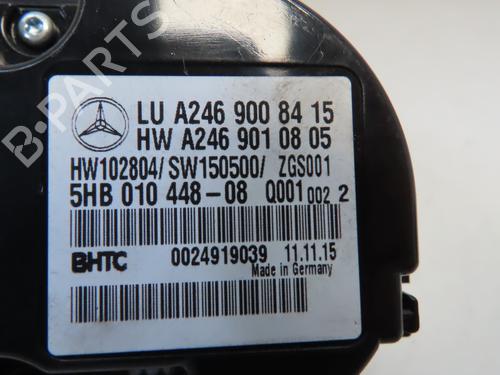 LU A246 900 84 15
HW A246 901 08 05
HW102804/ SW150500/ ZGS001
5HB 010 448-08 Q001 002 2
BHTC 0024919039 11.11.15
Made in Germany